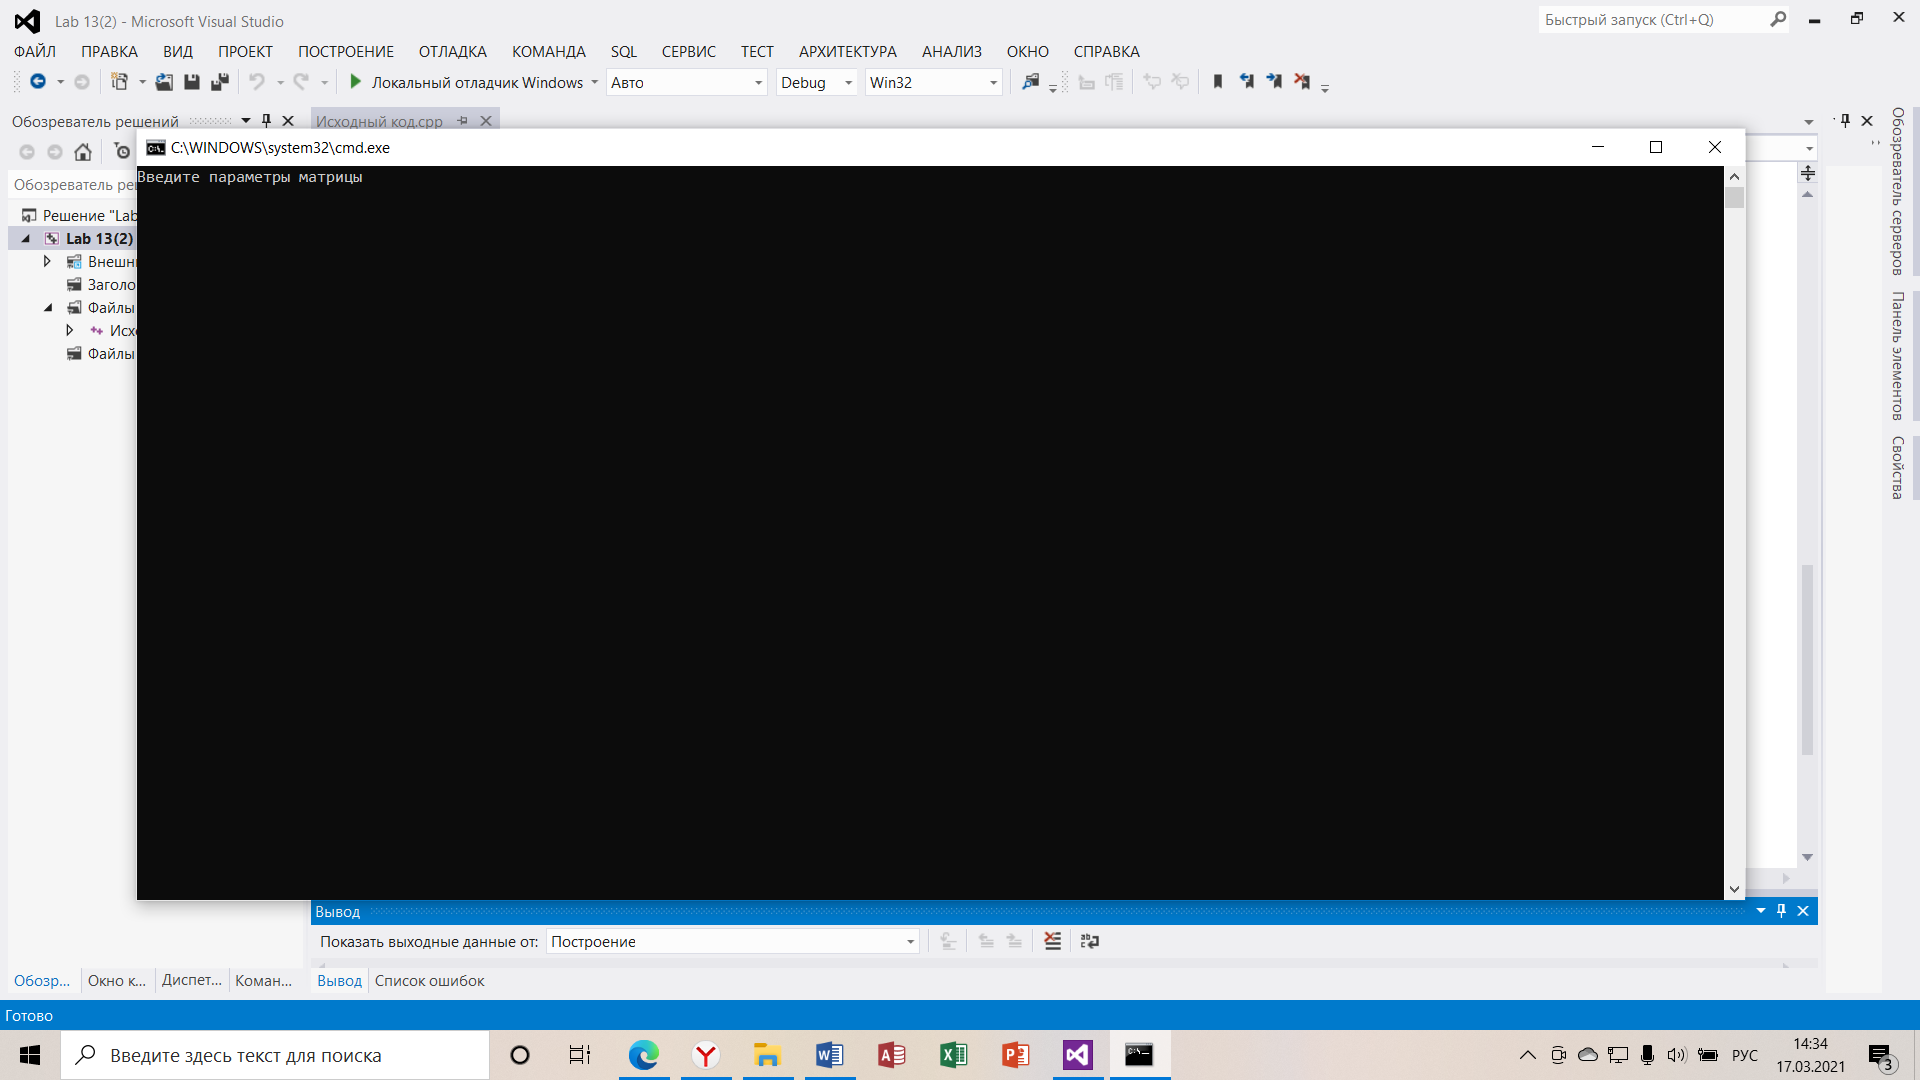 Lab 13(2) - Microsoft Visual Studio
Быстрый запуск (Ctrl+Q)
ФАЙЛ ПРАВКА ВИД ПРОЕКТ ПОСТРОЕНИЕ ОТЛАДКА КОМАНДА SQL СЕРВИС ТЕСТ АРХИТЕКТУРА АНАЛИЗ ОКНО СПРАВКА
Локальный отладчик Windows Авто Debug Win32
Обозреватель решений
Исходный код.cpp
C:\WINDOWS\system32\cmd.exe
Введите параметры матрицы
Обозреватель ре
Решение "Lab
Lab 13(2)
Внешн
Заголо
Файлы
Исх
Файлы
Обозреватель серверов
Панель элементов
Свойства
Вывод
Показать выходные данные от: Построение
Обозр... Окно к... Диспет... Коман...
Вывод Список ошибок
Готово
Введите здесь текст для поиска
РУС
14:34
17.03.2021
3